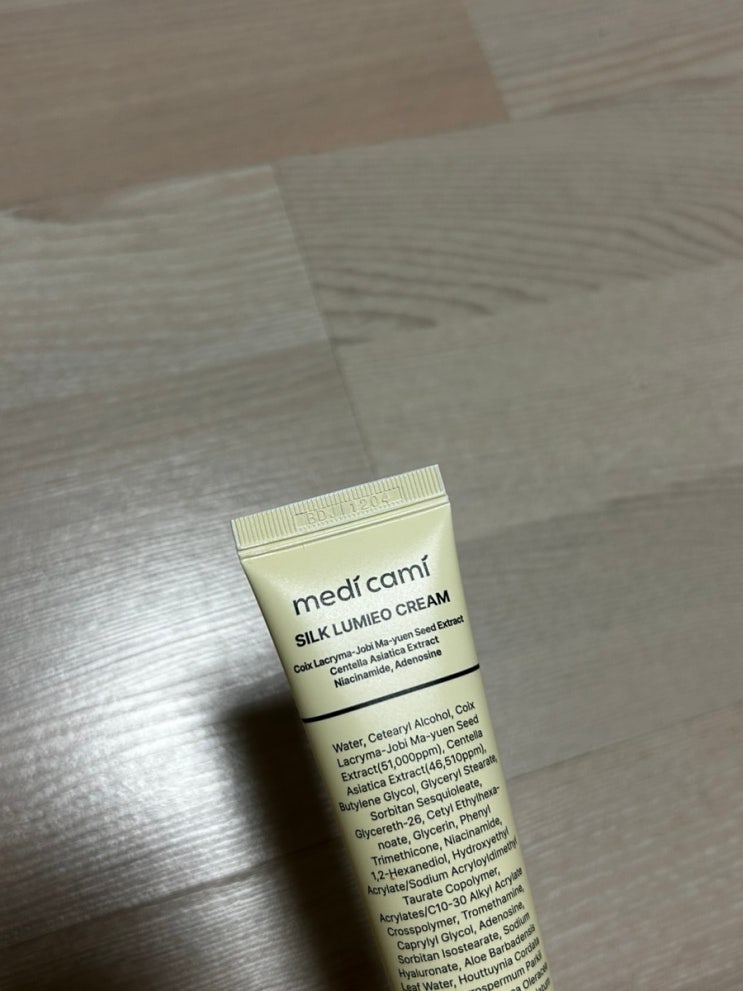 medí camí
SILK LUMIEO CREAM
Coix Lacryma-Jobi Ma-yuen Seed Extract
Centella Asiatica Extract
Niacinamide, Adenosine
Water, Cetearyl Alcohol, Coix
Lacryma-Jobi Ma-yuen Seed
Extract(51,000ppm), Centella
Asiatica Extract(46,510ppm),
Butylene Glycol, Glyceryl Stearate,
Sorbitan Sesquioleate,
Glycereth-26, Cetyl Ethylhexa-
noate, Glycerin, Phenyl
Trimethicone, Niacinamide,
1,2-Hexanediol, Hydroxyethyl
Acrylate/Sodium Acryloyldimethyl
Taurate Copolymer,
Acrylates/C10-30 Alkyl Acrylate
Crosspolymer, Tromethamine,
Caprylyl Glycol, Adenosine,
Sorbitan Isostearate, Sodium
Hyaluronate, Aloe Barbadensis
Leaf Water, Houttuynia Cordata